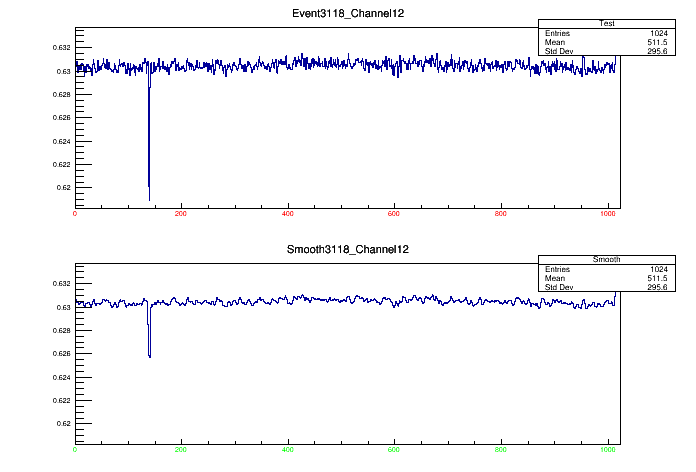 Event3118_Channel12
Test
Entries 1024
Mean 511.5
Std Dev 295.6
0.632
0.63
0.628
0.626
0.624
0.622
0.62
0 200 400 600 800 1000
Smooth3118_Channel12
Smooth
Entries 1024
Mean 511.5
Std Dev 295.6
0.632
0.63
0.628
0.626
0.624
0.622
0.62
0 200 400 600 800 1000